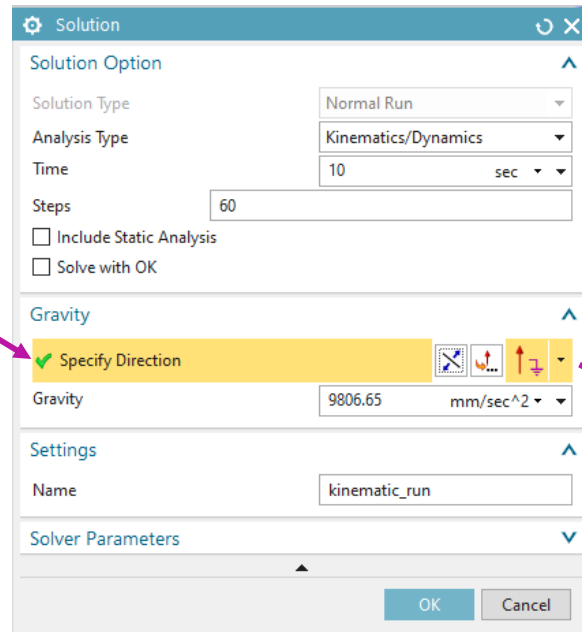 Solution
Solution Option
Solution Type Normal Run
Analysis Type Kinematics/Dynamics
Time 10 sec
Steps 60
Include Static Analysis
Solve with OK
Gravity
Specify Direction
Gravity 9806.65 mm/sec^2
Settings
Name kinematic_run
Solver Parameters
OK Cancel